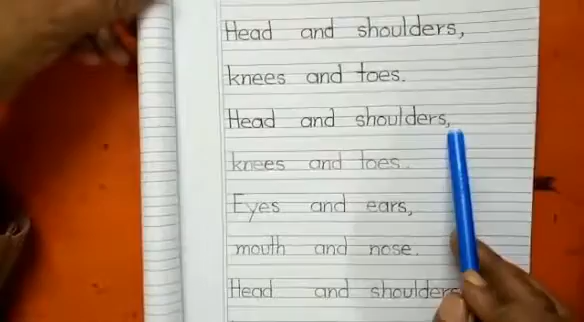 Head and shoulders,
knees and toes.
Head and shoulders,
knees and toes.
Eyes and ears,
mouth and nose.
Head and shoulders